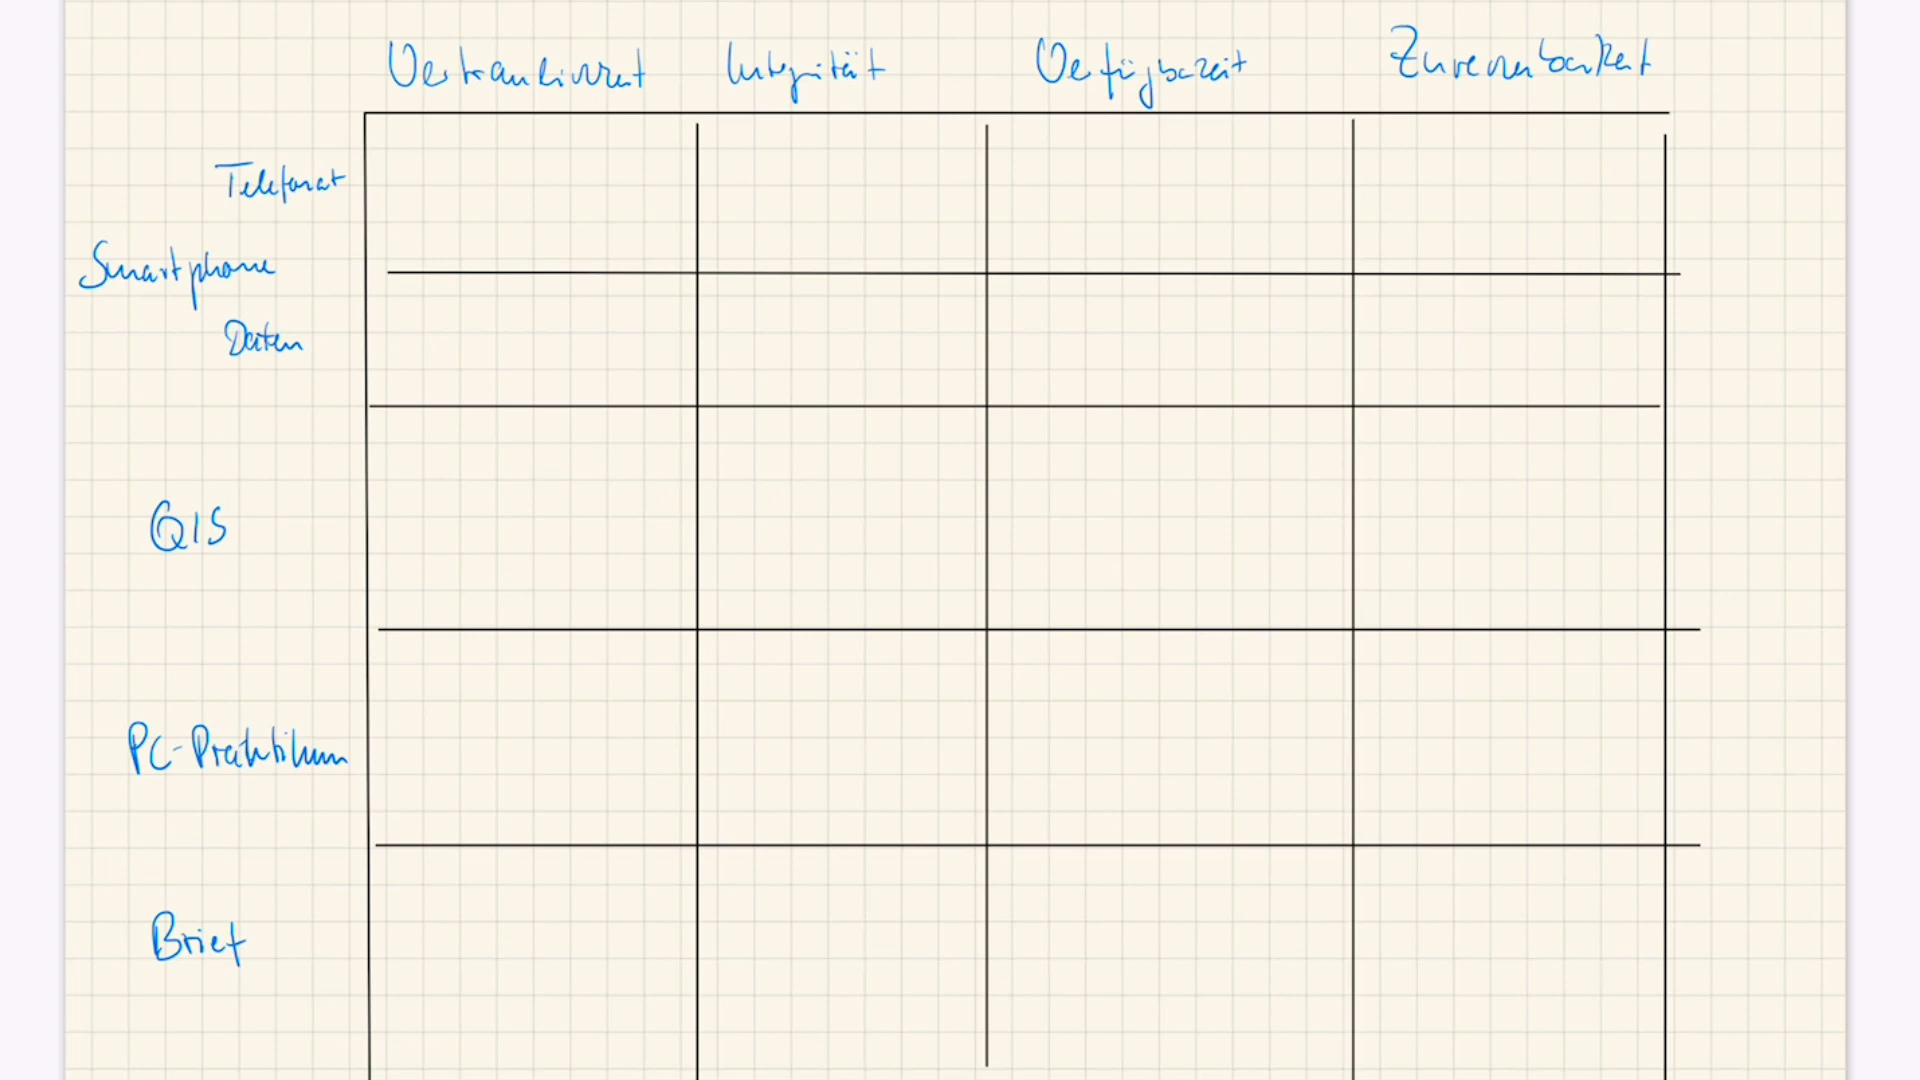 Vertraulichkeit Integrität Verfügbarkeit Zurechenbarkeit
Telefonat
Smartphone
Daten
QIS
PC-Praktikum
Brief